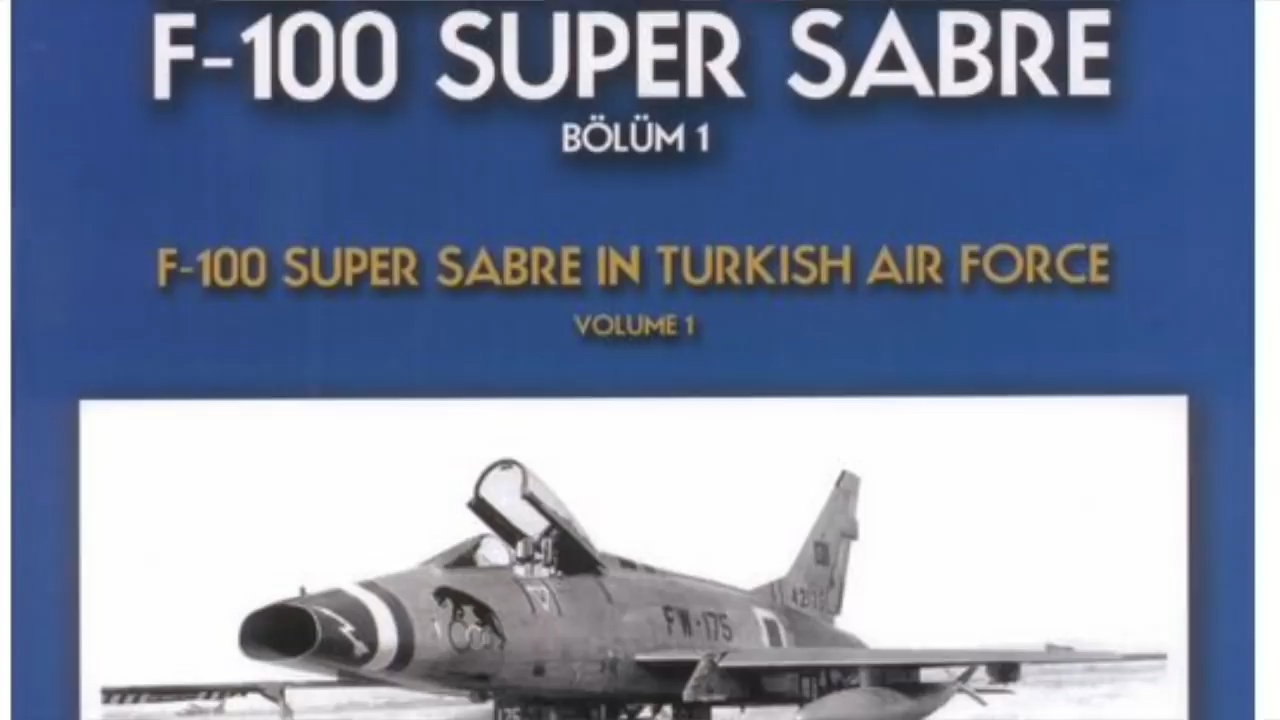 F-100 SUPER SABRE
BÖLÜM 1
F-100 SUPER SABRE IN TURKISH AIR FORCE
VOLUME 1
FW-175